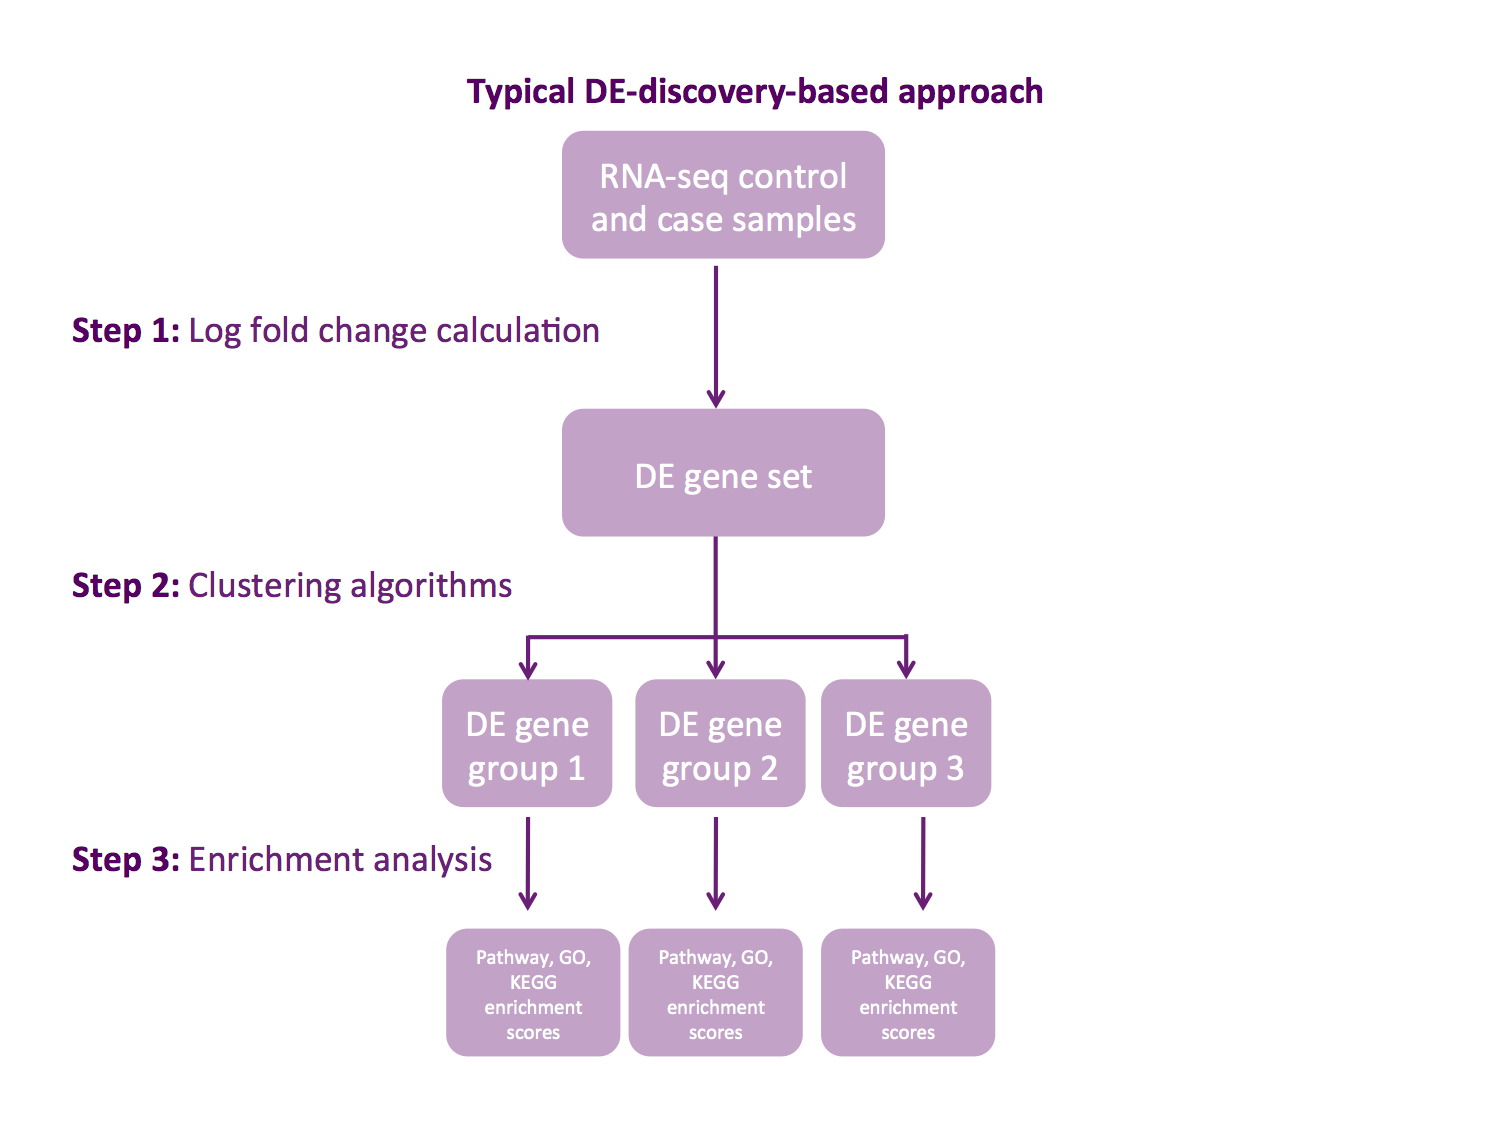 Typical DE-discovery-based approach
RNA-seq control
and case samples
Step 1: Log fold change calculation
DE gene set
Step 2: Clustering algorithms
DE gene
group 1
DE gene
group 2
DE gene
group 3
Step 3: Enrichment analysis
Pathway, GO,
KEGG
enrichment
scores
Pathway, GO,
KEGG
enrichment
scores
Pathway, GO,
KEGG
enrichment
scores